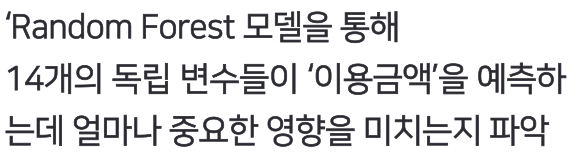 ‘Random Forest 모델을 통해
14개의 독립 변수들이 ‘이용금액’을 예측하
는데 얼마나 중요한 영향을 미치는지 파악